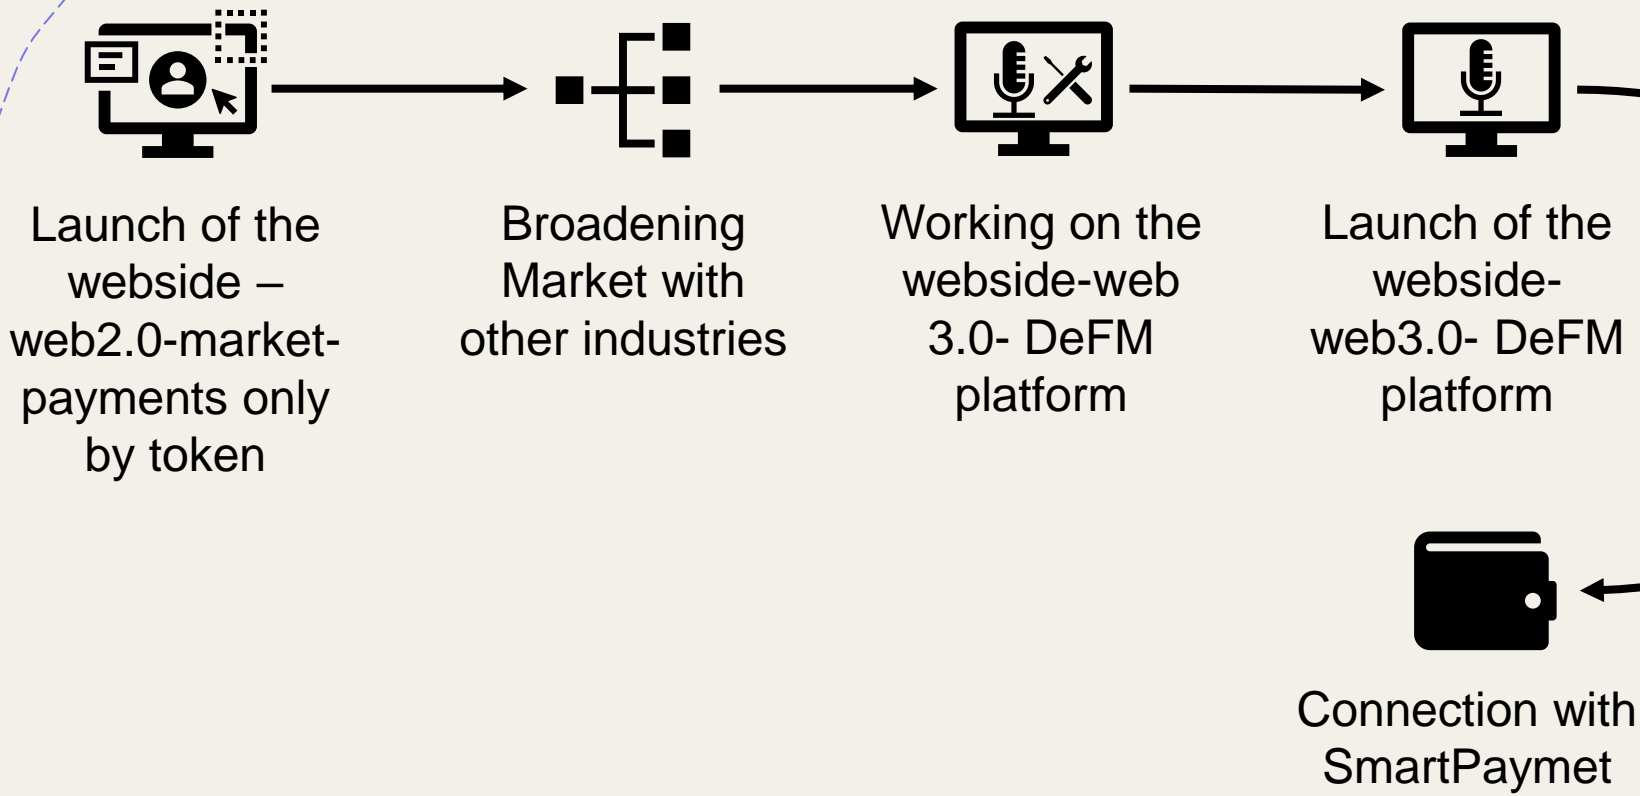 Launch of the
webside –
web2.0-market-
payments only
by token
Broadening
Market with
other industries
Working on the
webside-web
3.0- DeFM
platform
Launch of the
webside-
web3.0- DeFM
platform
Connection with
SmartPaymet